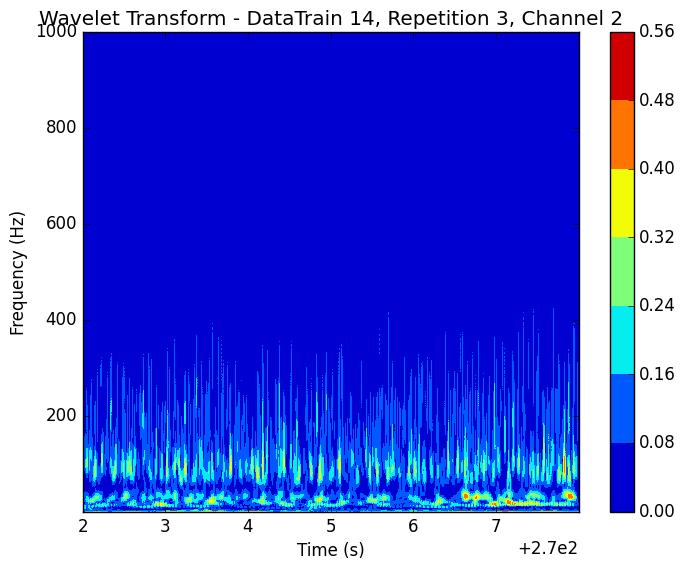 Wavelet Transform - DataTrain 14, Repetition 3, Channel 2
1000
800
600
400
200
Frequency (Hz)
2 3 4 5 6 7
Time (s)
+2.7e2
0.56
0.48
0.40
0.32
0.24
0.16
0.08
0.00